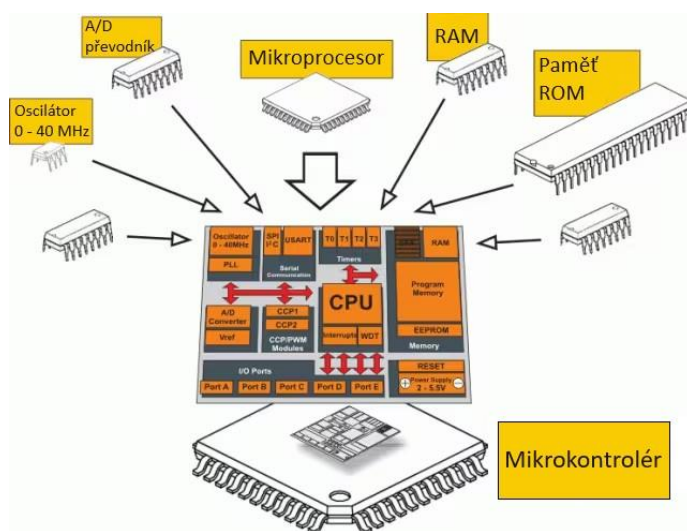 A/D
převodník
Mikroprocesor
RAM
Paměť
ROM
Oscilátor
0 - 40 MHz
Oscillator
0 - 40MHz
PLL
SPI
I²C
USART
Serial Communication
T0 T1 T2 T3
Timers
RAM
Program
Memory
EEPROM
Memory
CPU
Interrupts
WDT
A/D
Converter
Vref
CCP1
CCP2
CCP/PWM
Modules
I/O Ports
Port A
Port B
Port C
Port D
Port E
RESET
+ Power Supply -
2 - 5.5V
Mikrokontrolér